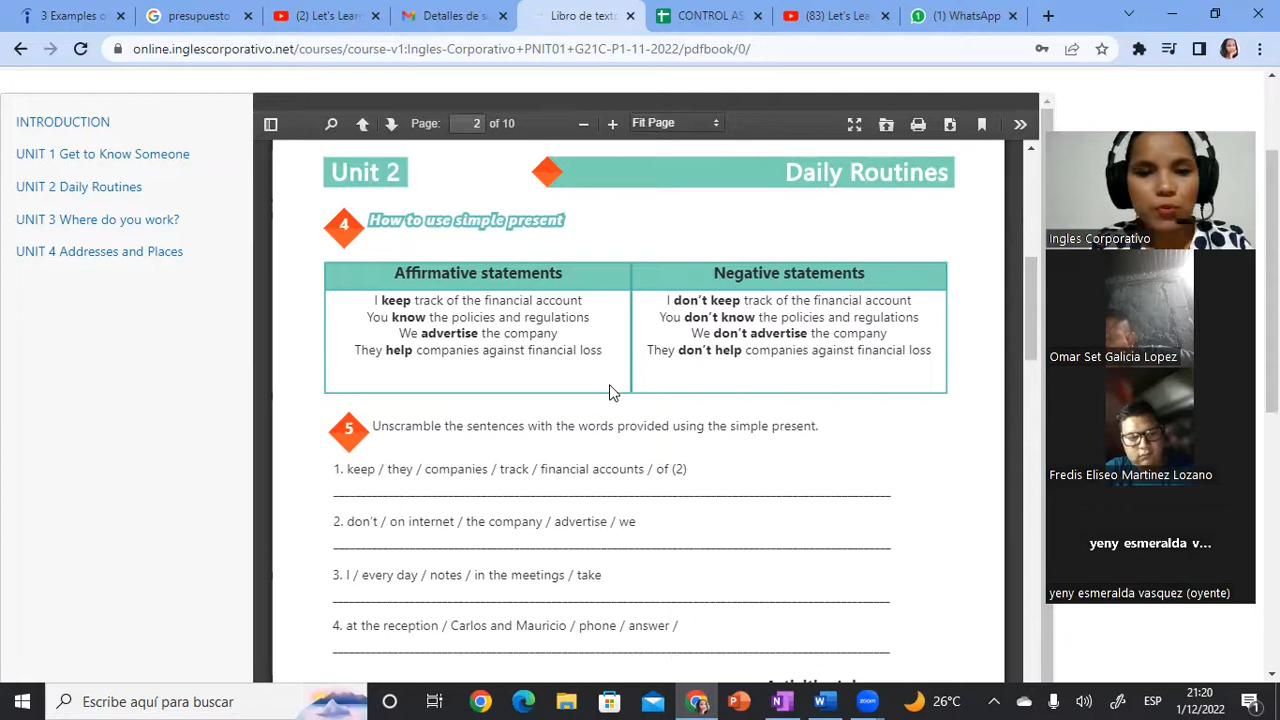 3 Examples o
presupuesto
(2) Let's Lear
Detalles de su
Libro de texto
CONTROL AS
(83) Let's Lea
(1) WhatsApp
online.inglescorporativo.net/courses/course-v1:Ingles-Corporativo+PNIT01+G21C-P1-11-2022/pdfbook/0/
INTRODUCTION
UNIT 1 Get to Know Someone
UNIT 2 Daily Routines
UNIT 3 Where do you work?
UNIT 4 Addresses and Places
Page: 2 of 10
Fit Page
Unit 2
Daily Routines
4 How to use simple present
Affirmative statements
I keep track of the financial account
You know the policies and regulations
We advertise the company
They help companies against financial loss
Negative statements
I don't keep track of the financial account
You don't know the policies and regulations
We don't advertise the company
They don't help companies against financial loss
5 Unscramble the sentences with the words provided using the simple present.
1. keep / they / companies / track / financial accounts / of (2)
2. don't / on internet / the company / advertise / we
3. I / every day / notes / in the meetings / take
4. at the reception / Carlos and Mauricio / phone / answer /
Ingles Corporativo
Omar Set Galicia Lopez
Fredis Eliseo Martinez Lozano
yeny esmeralda v...
yeny esmeralda vasquez (oyente)
Escribe aquí para buscar
26°C
ESP
21:20
1/12/2022